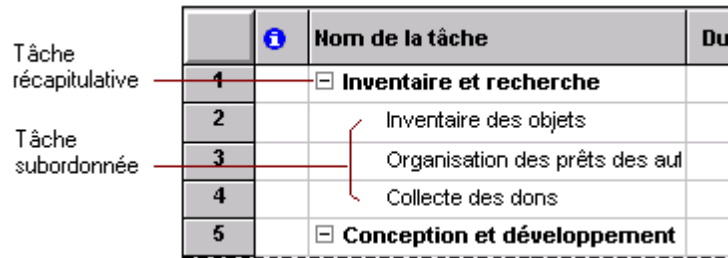 Nom de la tâche Du
Tâche
récapitulative
1 Inventaire et recherche
2 Inventaire des objets
Tâche
subordonnée
3 Organisation des prêts des aut
4 Collecte des dons
5 Conception et développement